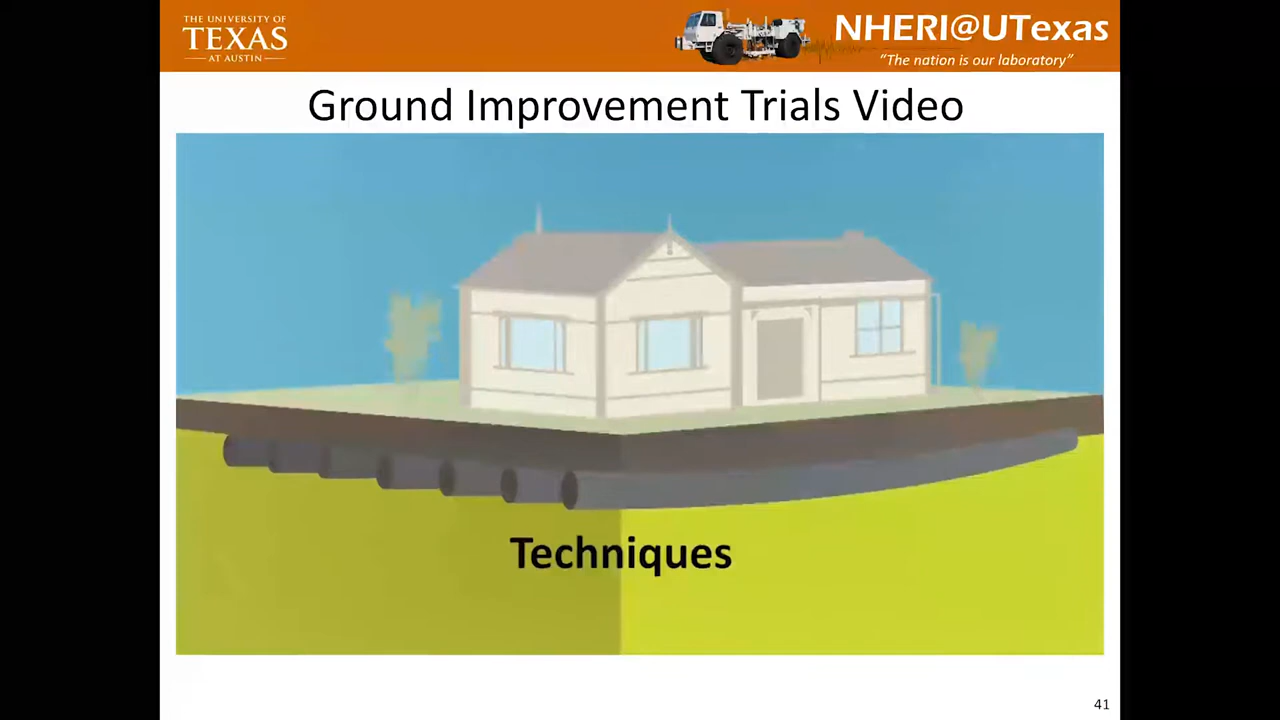 THE UNIVERSITY OF
TEXAS
AT AUSTIN
NHERI@UTexas
“The nation is our laboratory”
Ground Improvement Trials Video
Techniques
41